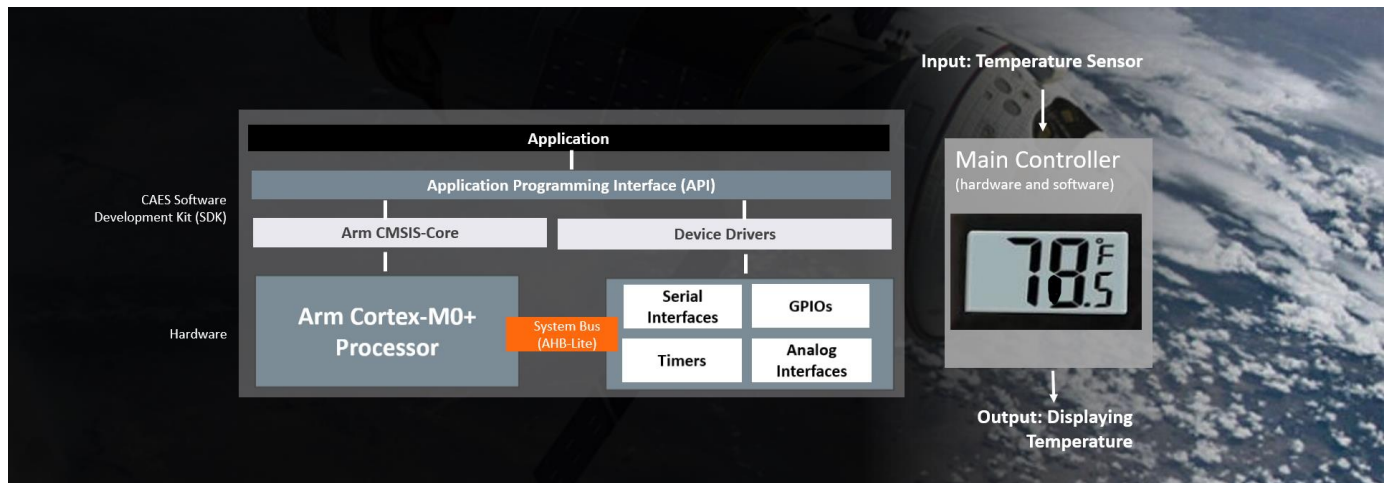 Input: Temperature Sensor
Application
Main Controller
(hardware and software)
Application Programming Interface (API)
CAES Software
Development Kit (SDK)
Arm CMSIS-Core
Device Drivers
78.5 °F
Arm Cortex-M0+
Processor
System Bus
(AHB-Lite)
Serial
Interfaces
GPIOs
Hardware
Timers
Analog
Interfaces
Output: Displaying
Temperature